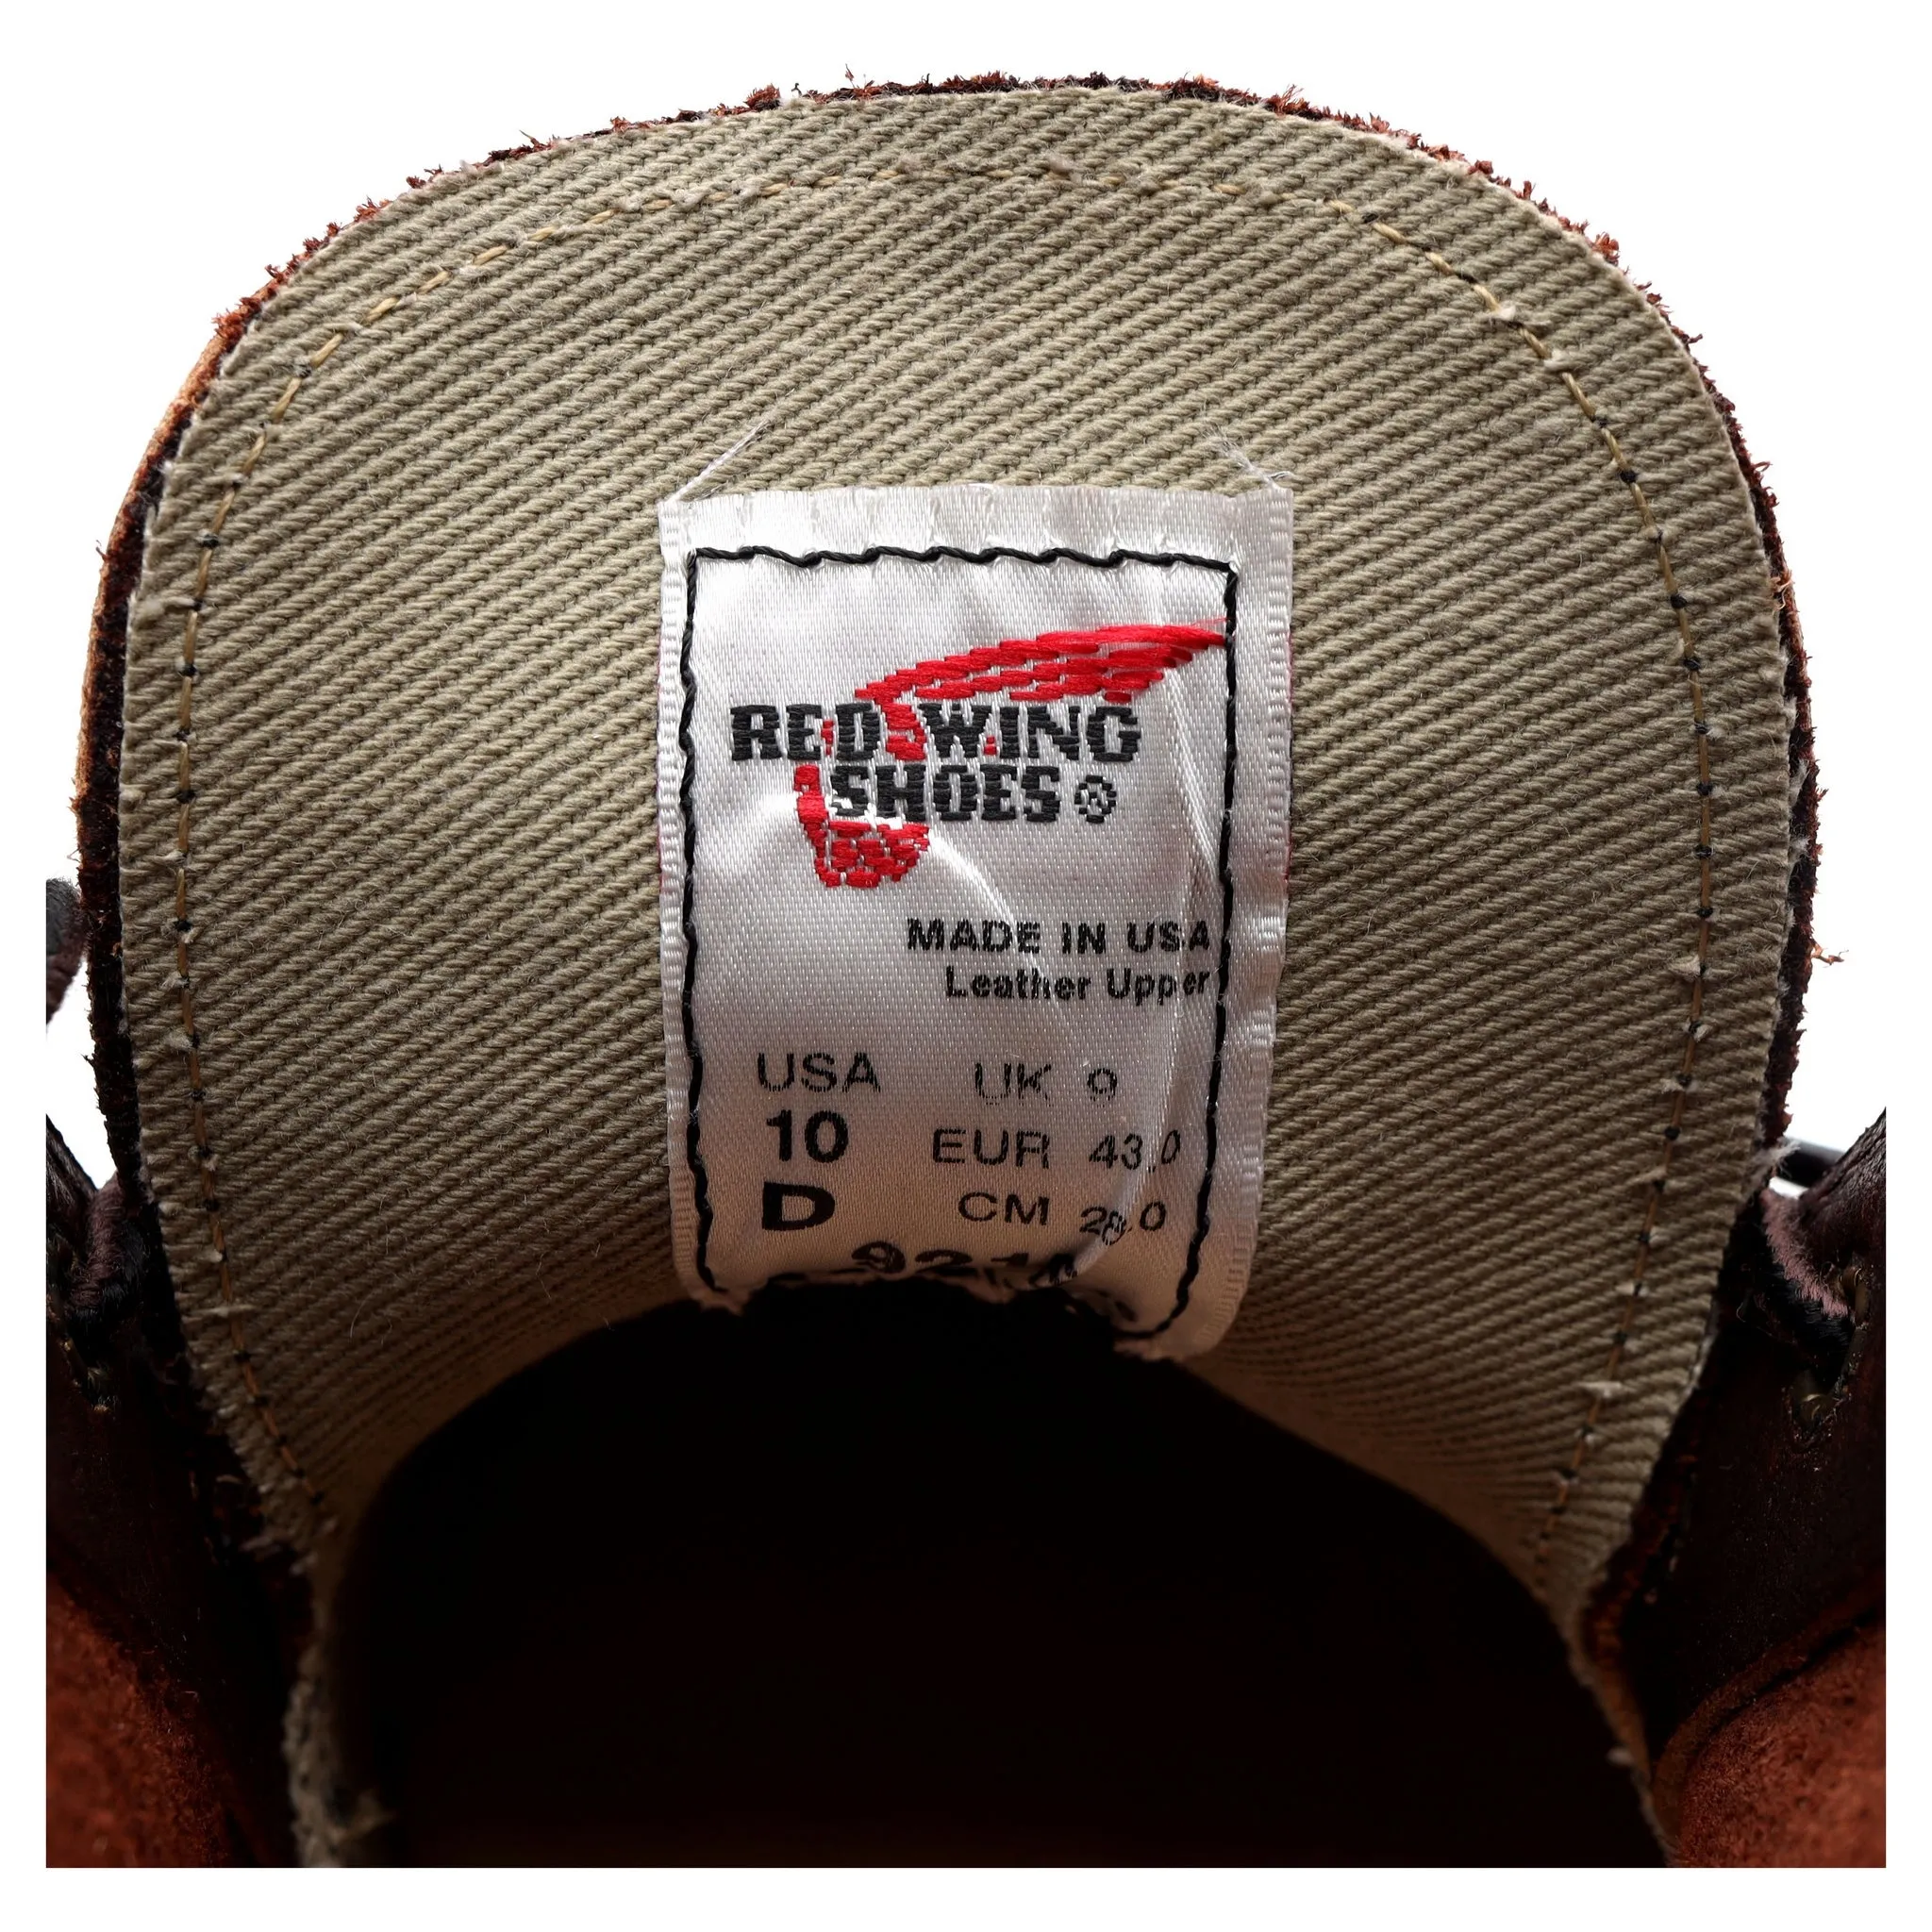 RED WING
SHOES ®
MADE IN USA
Leather Upper
USA UK 9
10 EUR 43.0
D CM 28.0